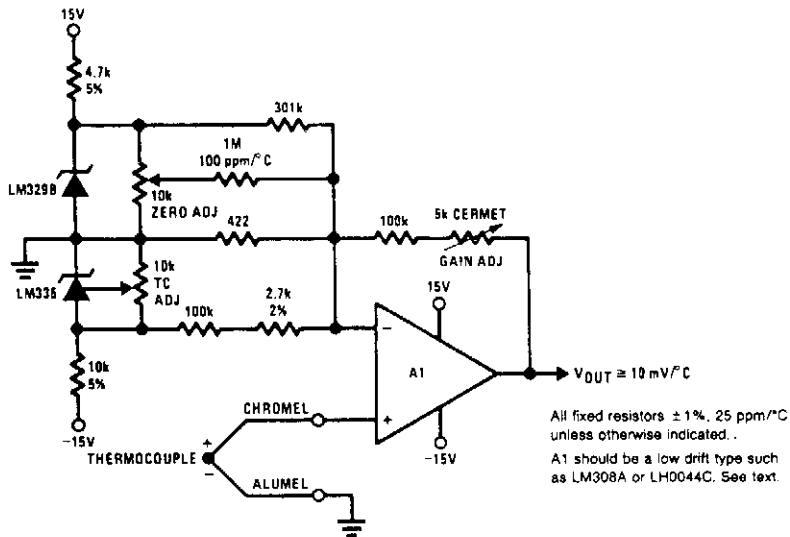 15V
4.7k
5%
301k
1M
100 ppm/°C
LM329B
10k
ZERO ADJ
422
100k
5k CERMET
GAIN ADJ
LM335
10k
TC
ADJ
100k
2.7k
2%
15V
A1
−
+
10k
5%
−15V
VOUT ≅ 10 mV/°C
CHROMEL
−15V
+
THERMOCOUPLE
−
ALUMEL
All fixed resistors ±1%, 25 ppm/°C
unless otherwise indicated. .
A1 should be a low drift type such
as LM308A or LH0044C. See text.